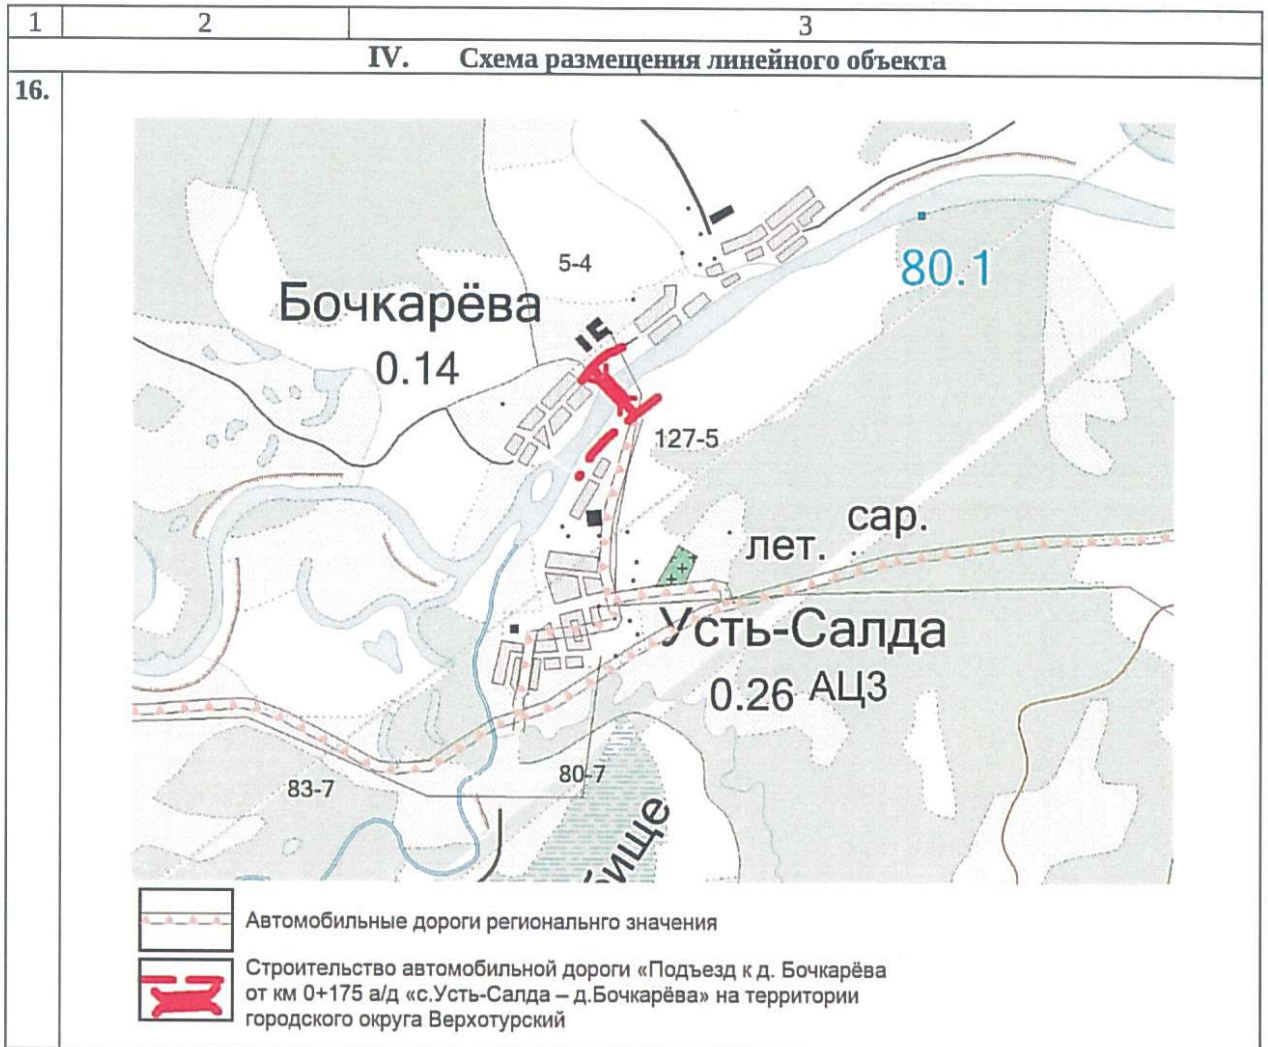 1 2 3
IV. Схема размещения линейного объекта
16.
80.1
5-4
Бочкарёва
0.14
127-5
сар.
лет.
Усть-Салда
0.26 АЦЗ
80-7
83-7
ище
Автомобильные дороги регионального значения
Строительство автомобильной дороги «Подъезд к д. Бочкарёва
от км 0+175 а/д «с.Усть-Салда – д.Бочкарёва» на территории
городского округа Верхотурский